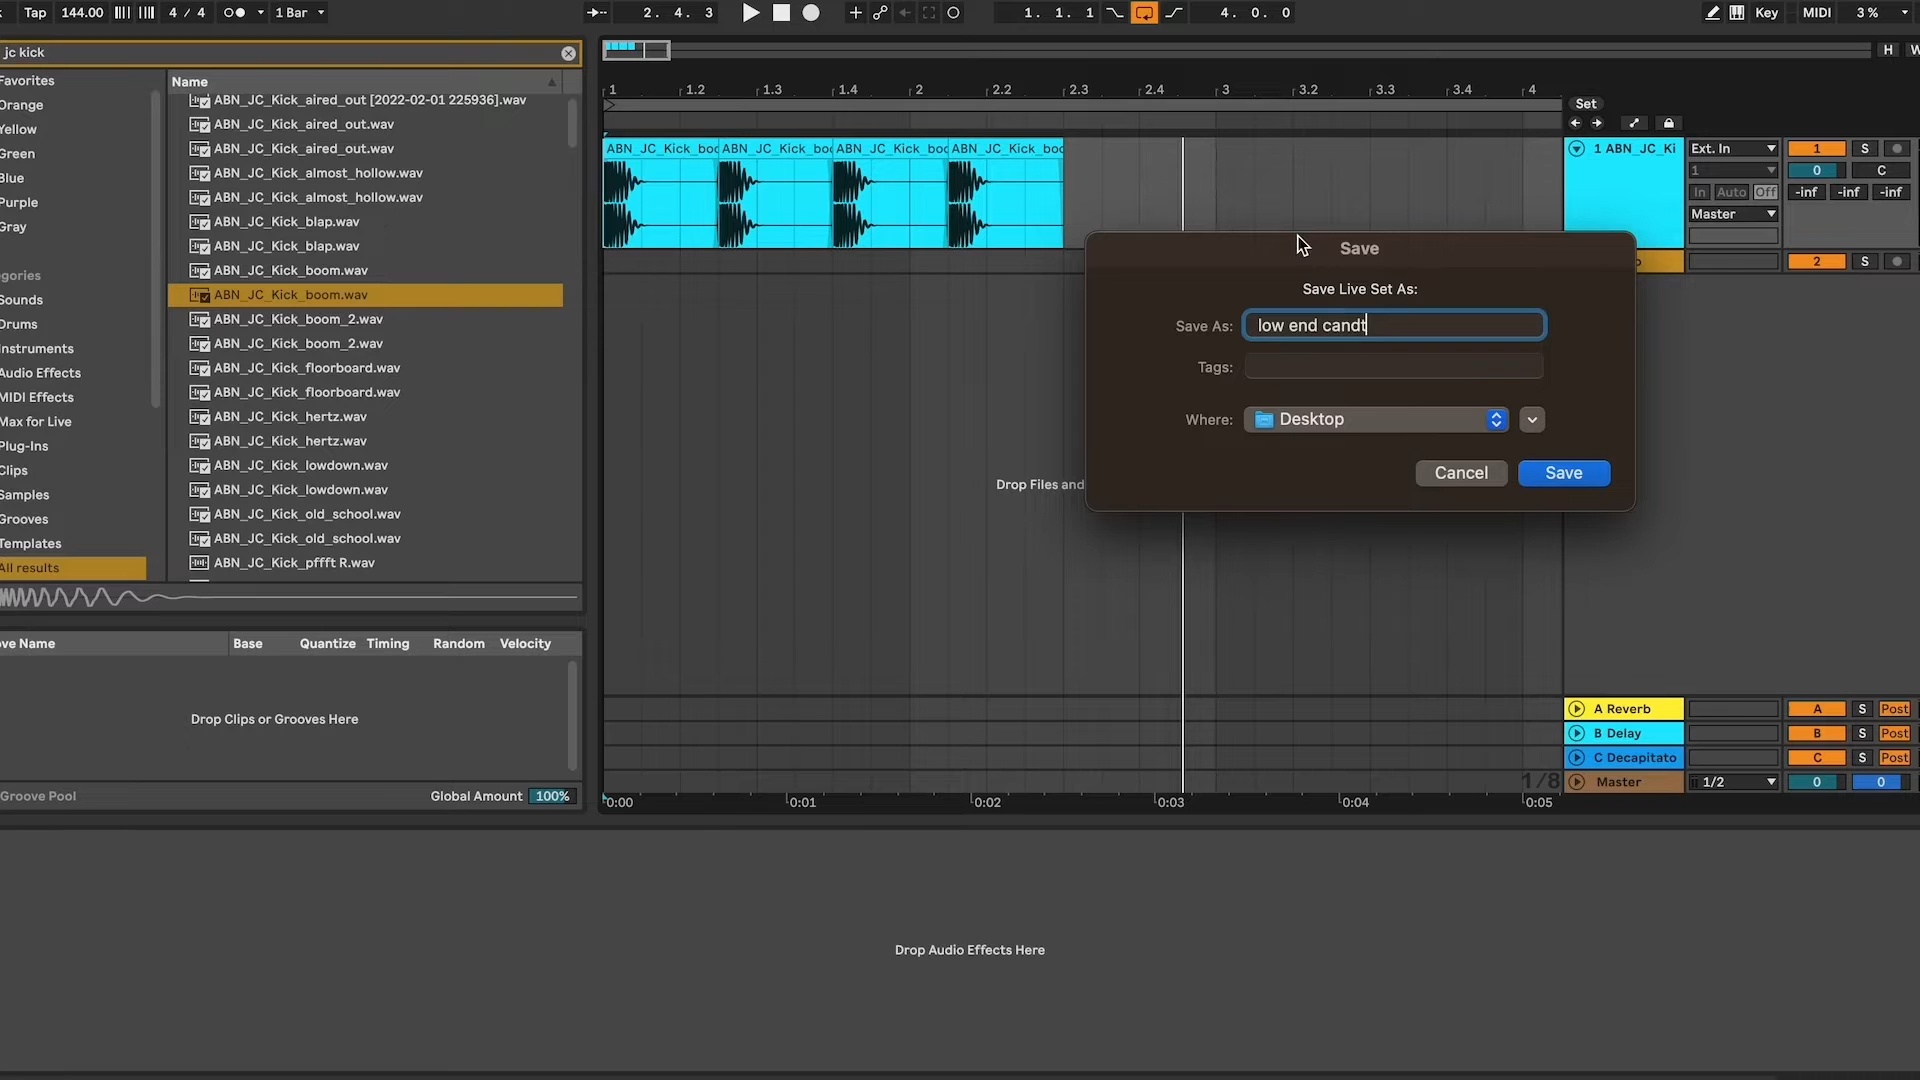 Tap 144.00 4 / 4 1 Bar 2. 4. 3 1. 1. 1 4. 0. 0 Key MIDI 3 %
jc kick
H W
Favorites
Orange
Yellow
Green
Blue
Purple
Gray
egories
Sounds
Drums
Instruments
Audio Effects
MIDI Effects
Max for Live
Plug-Ins
Clips
Samples
Grooves
Templates
All results
Name
ABN_JC_Kick_aired_out [2022-02-01 225936].wav
ABN_JC_Kick_aired_out.wav
ABN_JC_Kick_aired_out.wav
ABN_JC_Kick_almost_hollow.wav
ABN_JC_Kick_almost_hollow.wav
ABN_JC_Kick_blap.wav
ABN_JC_Kick_blap.wav
ABN_JC_Kick_boom.wav
ABN_JC_Kick_boom.wav
ABN_JC_Kick_boom_2.wav
ABN_JC_Kick_boom_2.wav
ABN_JC_Kick_floorboard.wav
ABN_JC_Kick_floorboard.wav
ABN_JC_Kick_hertz.wav
ABN_JC_Kick_hertz.wav
ABN_JC_Kick_lowdown.wav
ABN_JC_Kick_lowdown.wav
ABN_JC_Kick_old_school.wav
ABN_JC_Kick_old_school.wav
ABN_JC_Kick_pffft R.wav
ove Name Base Quantize Timing Random Velocity
Drop Clips or Grooves Here
Groove Pool Global Amount 100%
1 1.2 1.3 1.4 2 2.2 2.3 2.4 3 3.2 3.3 3.4 4
Set
ABN_JC_Kick_boo ABN_JC_Kick_boo ABN_JC_Kick_boo ABN_JC_Kick_boo
1 ABN_JC_Ki Ext. In 1 S
1 0 C
In Auto Off -inf -inf -inf
Master
2 S
Save
Save Live Set As:
Save As: low end candt
Tags:
Where: Desktop
Cancel Save
Drop Files and
A Reverb A S Post
B Delay B S Post
C Decapitato C S Post
1/8 Master 1/2 0 0
0:00 0:01 0:02 0:03 0:04 0:05
Drop Audio Effects Here